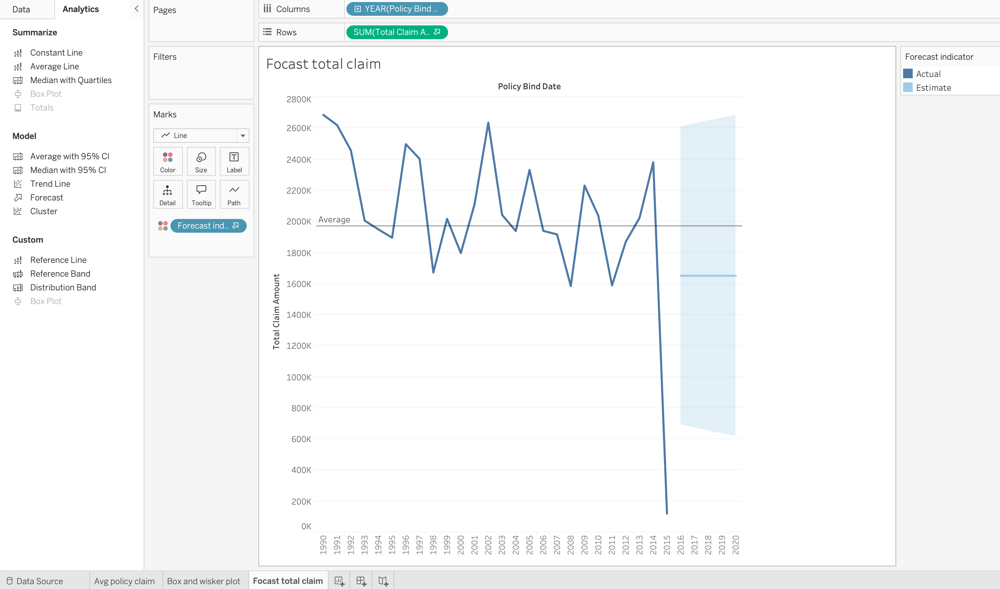 Data
Analytics
Summarize
Constant Line
Average Line
Median with Quartiles
Box Plot
Totals
Model
Average with 95% CI
Median with 95% CI
Trend Line
Forecast
Cluster
Custom
Reference Line
Reference Band
Distribution Band
Box Plot
Pages
Filters
Marks
Line
Color
Size
Label
Detail
Tooltip
Path
Forecast ind..
Columns
YEAR(Policy Bind ..
Rows
SUM(Total Claim A..
Focast total claim
Policy Bind Date
2800K
2600K
2400K
2200K
2000K
1800K
1600K
1400K
1200K
1000K
800K
600K
400K
200K
0K
Total Claim Amount
Average
1990
1991
1992
1993
1994
1995
1996
1997
1998
1999
2000
2001
2002
2003
2004
2005
2006
2007
2008
2009
2010
2011
2012
2013
2014
2015
2016
2017
2018
2019
2020
Forecast indicator
Actual
Estimate
Data Source
Avg policy claim
Box and wisker plot
Focast total claim